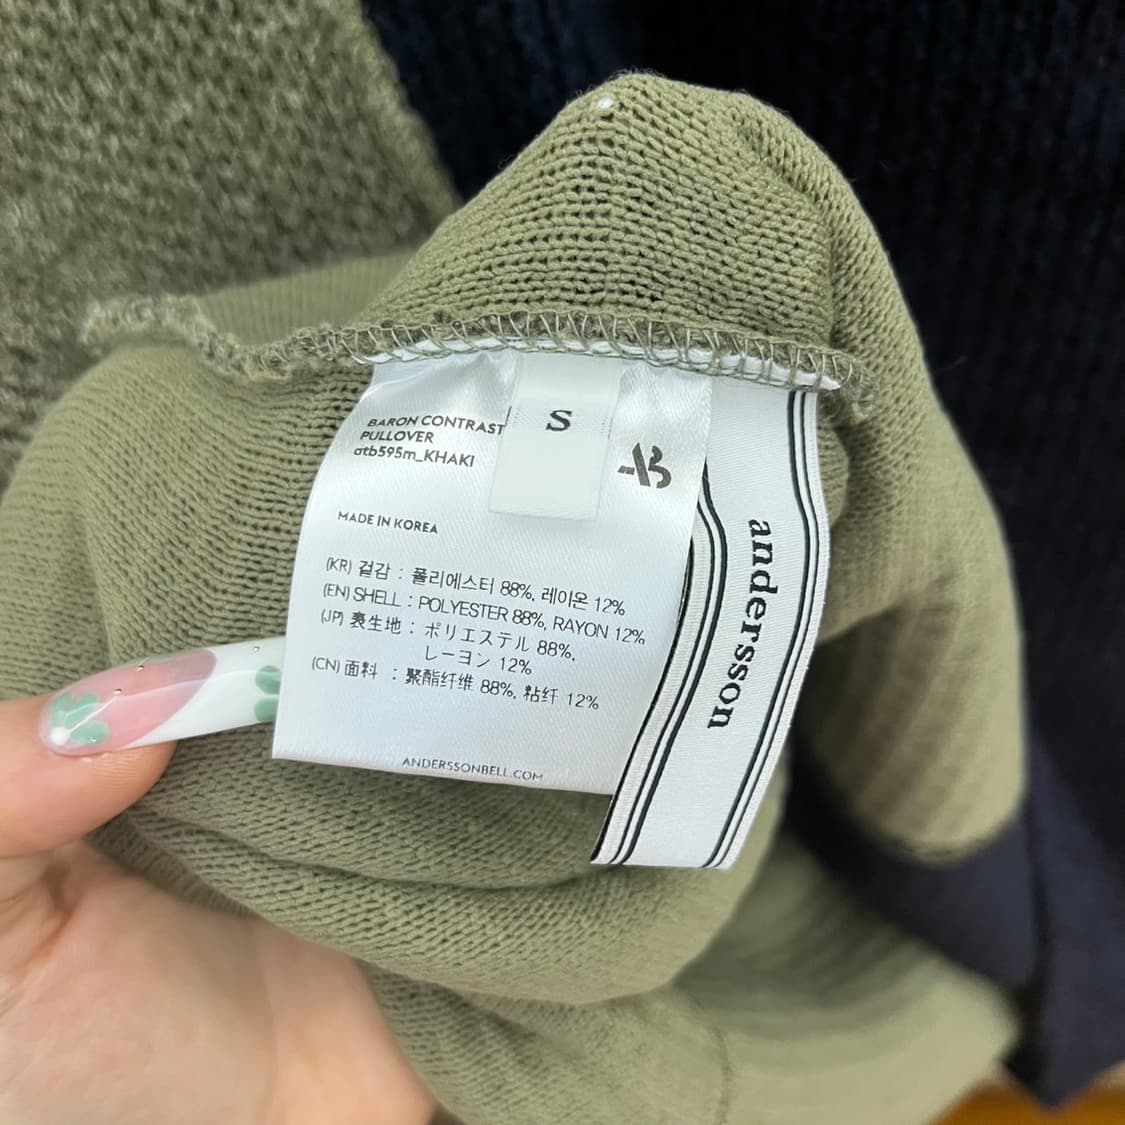 BARON CONTRAST
PULLOVER
atb595m_KHAKI
S
AB
MADE IN KOREA
(KR) 겉감 : 폴리에스터 88%, 레이온 12%
(EN) SHELL : POLYESTER 88%, RAYON 12%
(JP) 表生地 : ポリエステル 88%,
レーヨン 12%
(CN) 面料 : 聚酯纤维 88%, 粘纤 12%
ANDERSSONBELL.COM
andersson